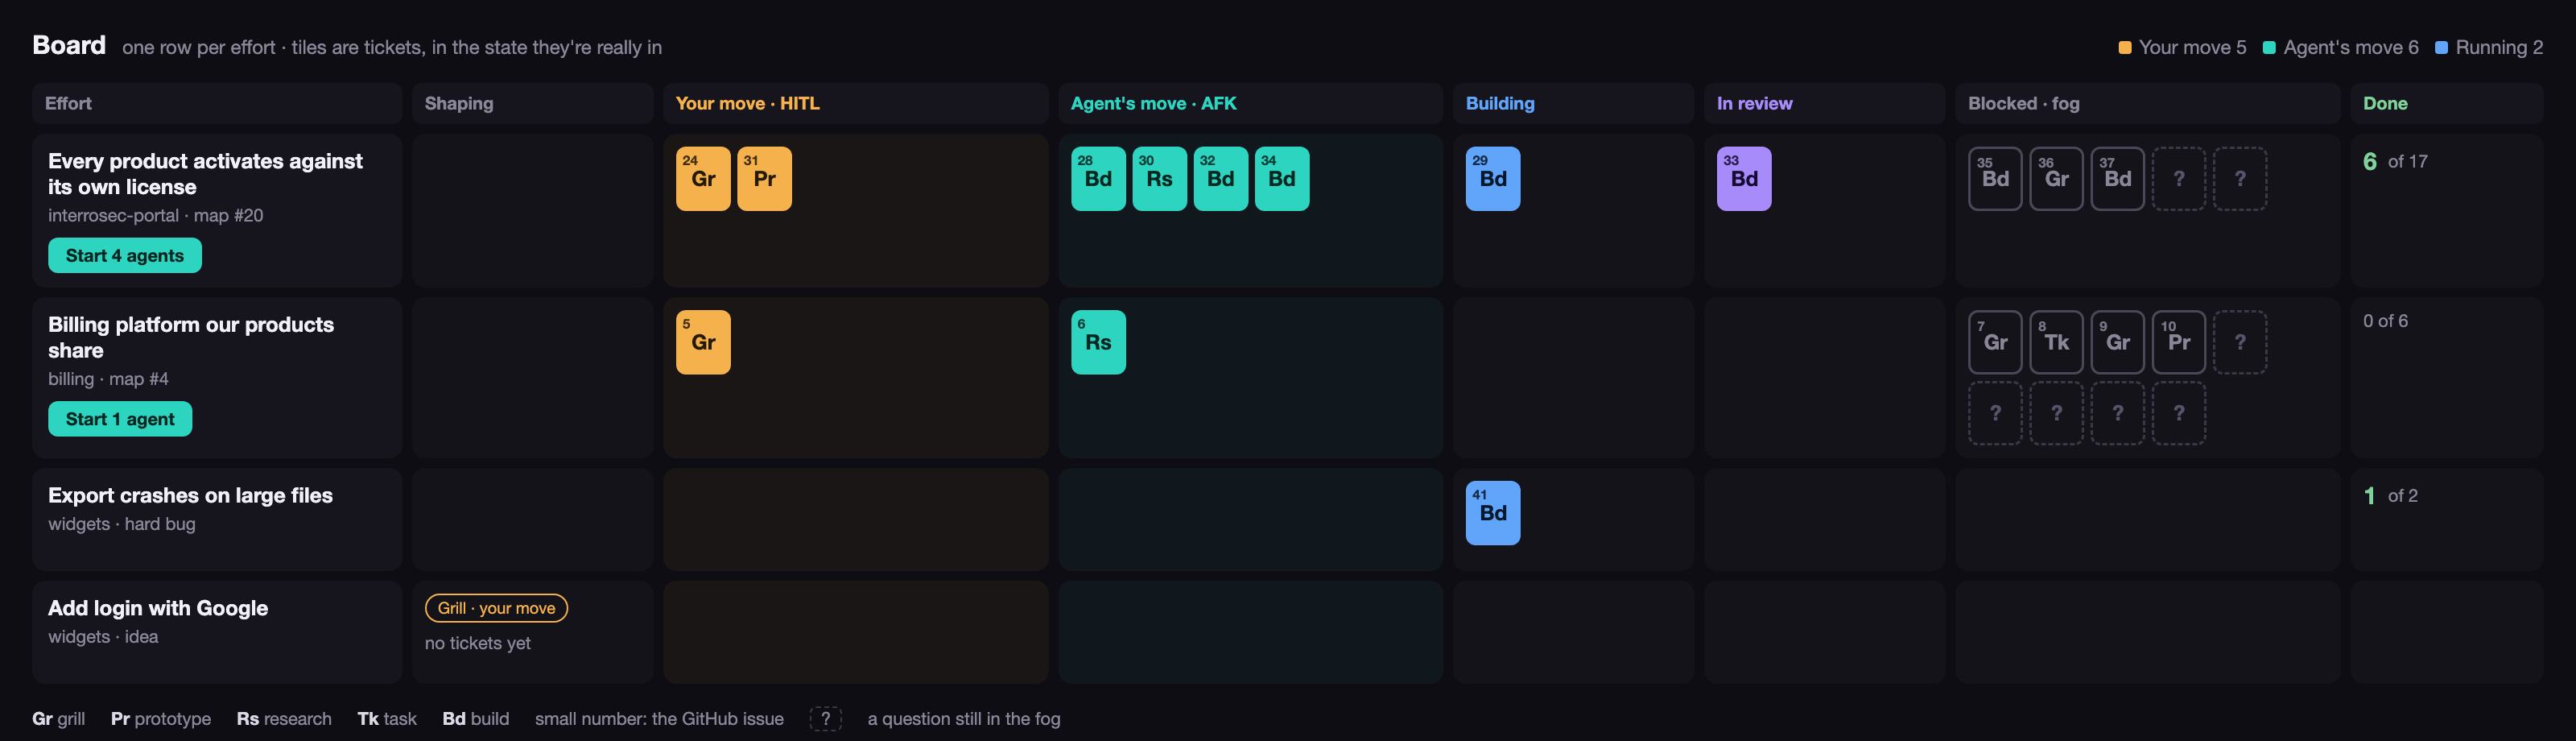 Board one row per effort · tiles are tickets, in the state they're really in
Your move 5 Agent's move 6 Running 2
Effort Shaping Your move · HITL Agent's move · AFK Building In review Blocked · fog Done
Every product activates against
its own license
interrosec-portal · map #20
Start 4 agents
24 Gr 31 Pr
28 Bd 30 Rs 32 Bd 34 Bd
29 Bd
33 Bd
35 Bd 36 Gr 37 Bd ? ?
6 of 17
Billing platform our products
share
billing · map #4
Start 1 agent
5 Gr
6 Rs
7 Gr 8 Tk 9 Gr 10 Pr ?
? ? ? ?
0 of 6
Export crashes on large files
widgets · hard bug
41 Bd
1 of 2
Add login with Google
widgets · idea
Grill · your move
no tickets yet
Gr grill Pr prototype Rs research Tk task Bd build small number: the GitHub issue ? a question still in the fog